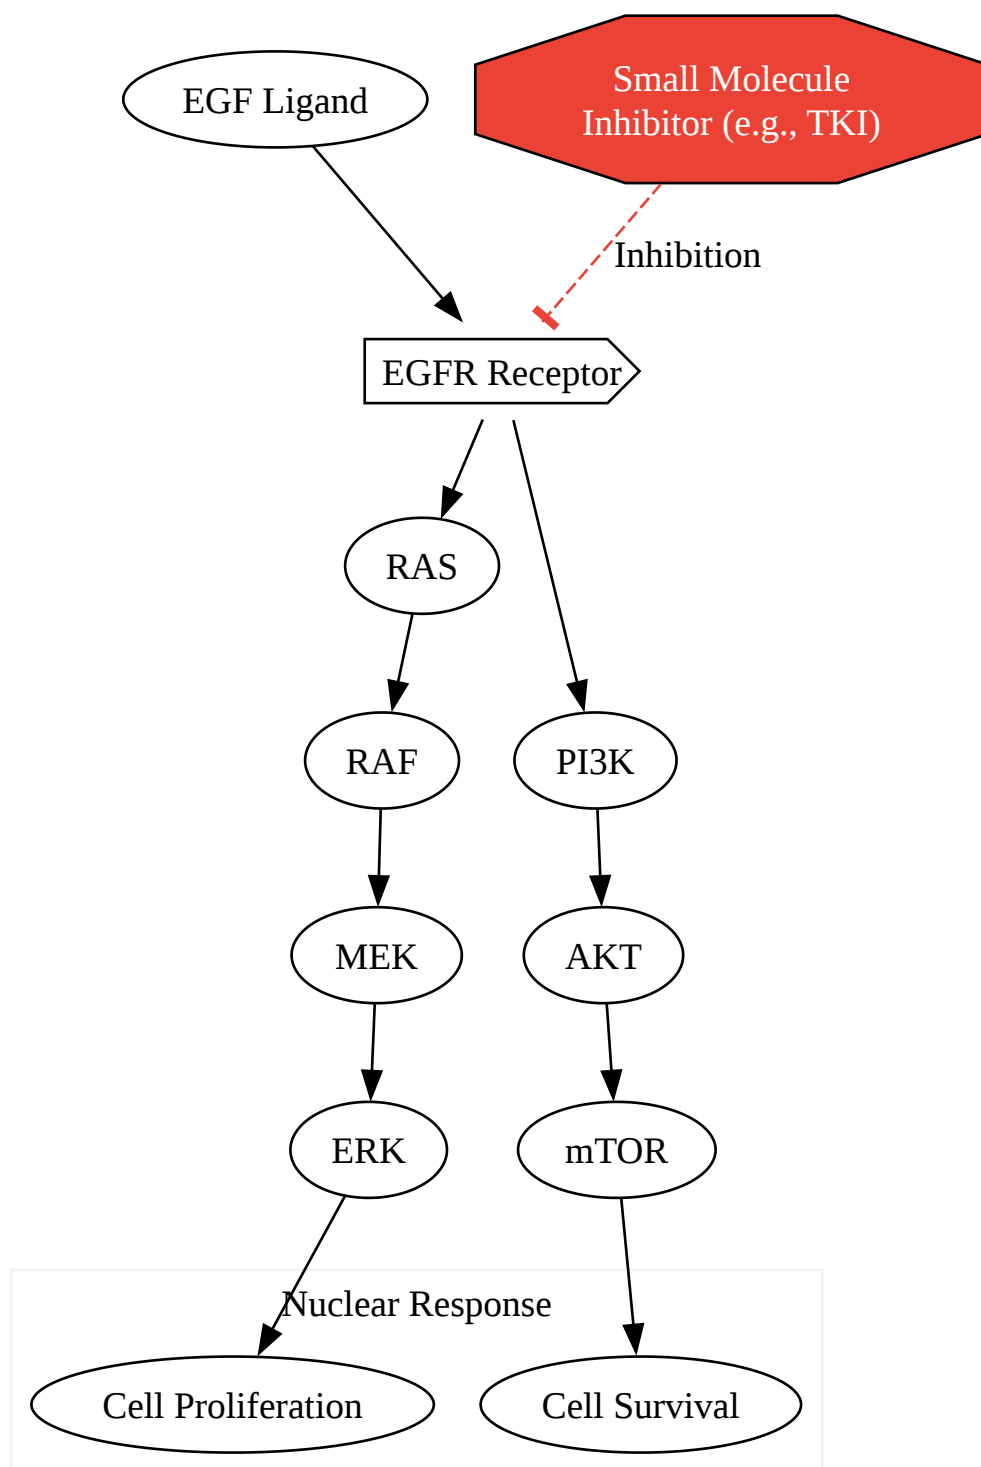 EGF Ligand
Small Molecule
Inhibitor (e.g., TKI)
Inhibition
EGFR Receptor
RAS
RAF
PI3K
MEK
AKT
ERK
mTOR
Nuclear Response
Cell Proliferation
Cell Survival